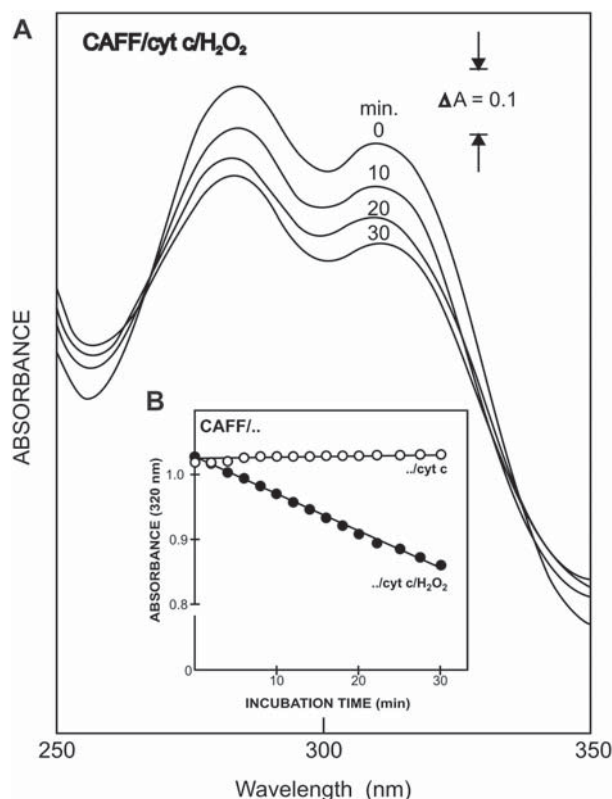 A
CAFF/cyt c/H₂O₂
min.
0
10
20
30
ΔA = 0.1
ABSORBANCE
B
CAFF/..
../cyt c
../cyt c/H₂O₂
ABSORBANCE (320 nm)
1.0
0.9
0.8
0
10
20
30
INCUBATION TIME (min)
250
300
350
Wavelength (nm)